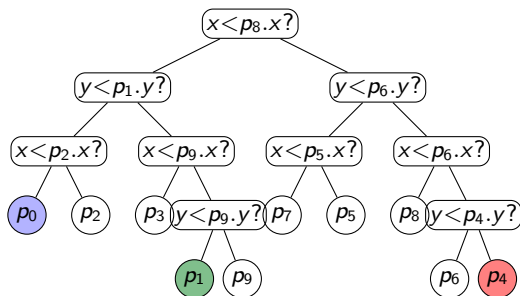 x<p₈.x?
y<p₁.y? y<p₆.y?
x<p₂.x? x<p₉.x? x<p₅.x? x<p₆.x?
p₀ p₂ p₃ y<p₉.y? p₇ p₅ p₈ y<p₄.y?
p₁ p₉ p₆ p₄